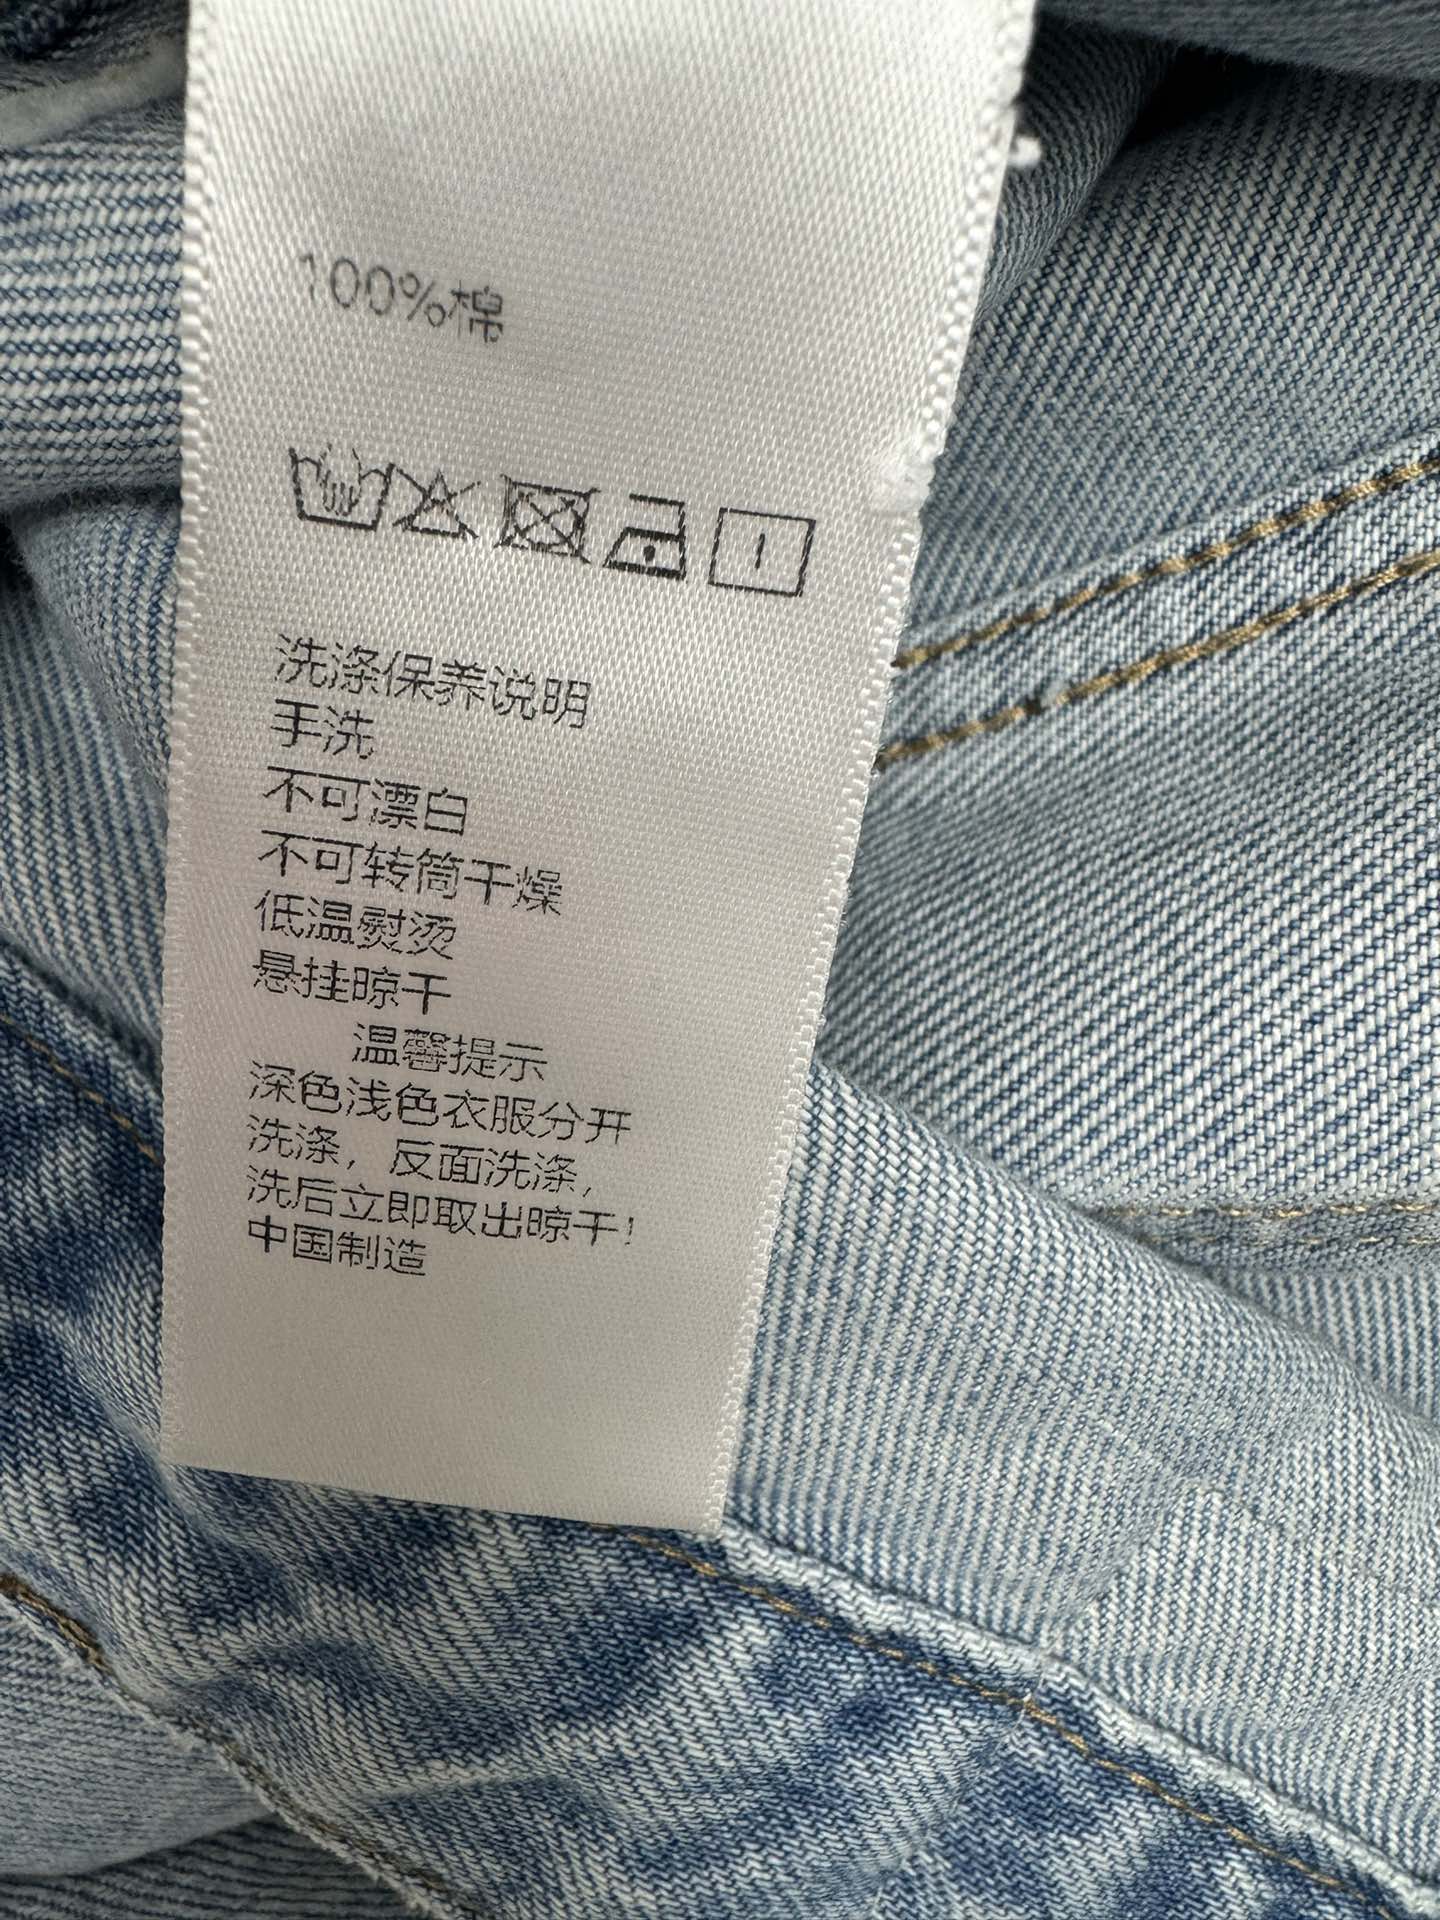 100%棉
洗涤保养说明
手洗
不可漂白
不可转筒干燥
低温熨烫
悬挂晾干
温馨提示
深色浅色衣服分开
洗涤，反面洗涤，
洗后立即取出晾干！
中国制造